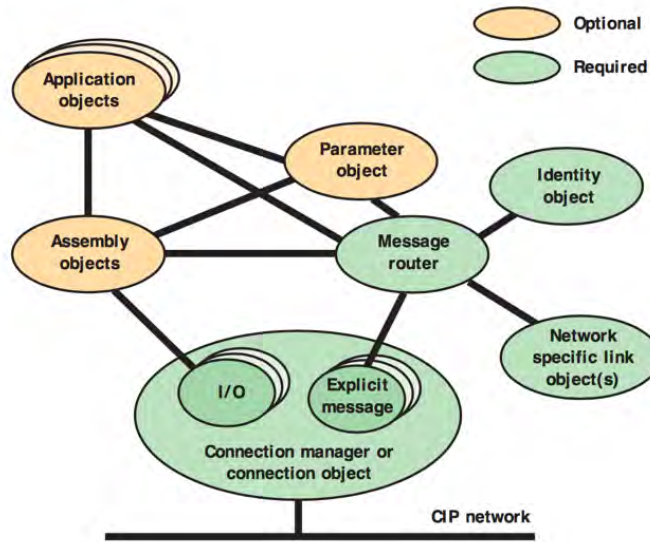 Optional
Required
Application
objects
Parameter
object
Identity
object
Assembly
objects
Message
router
Network
specific link
object(s)
I/O
Explicit
message
Connection manager or
connection object
CIP network